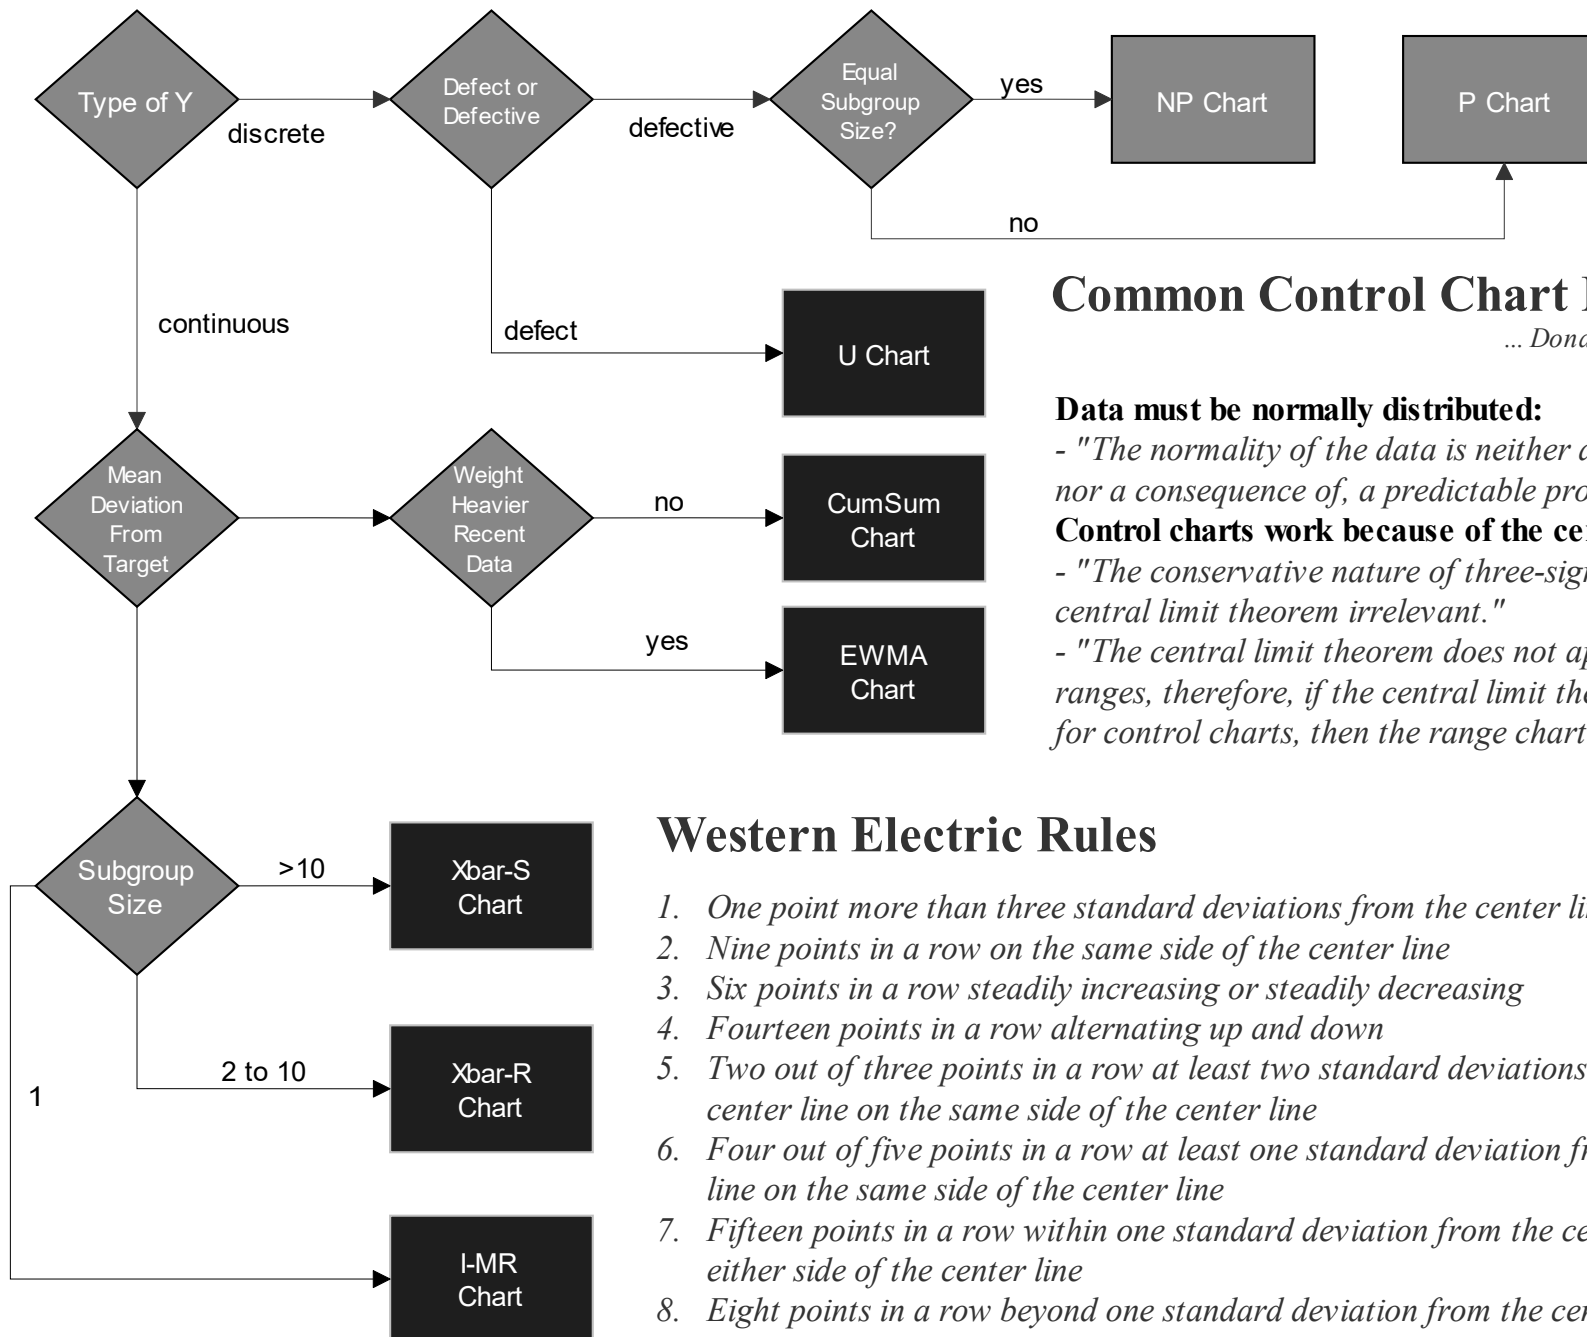 Type of Y
discrete
Defect or
Defective
defective
Equal
Subgroup
Size?
yes
NP Chart
P Chart
no
continuous
defect
U Chart
Mean
Deviation
From
Target
Weight
Heavier
Recent
Data
no
CumSum
Chart
yes
EWMA
Chart
Subgroup
Size
>10
Xbar-S
Chart
2 to 10
Xbar-R
Chart
1
I-MR
Chart
Common Control Chart
...
Data must be normally distributed:
- "The normality of the data is neither
nor a consequence of, a predictable
Control charts work because of the
- "The conservative nature of
central limit theorem irrelevant."
- "The central limit theorem does not
ranges, therefore, if the central limit
for control charts, then the range chart
Western Electric Rules
1. One point more than three standard deviations from the center
2. Nine points in a row on the same side of the center line
3. Six points in a row steadily increasing or steadily decreasing
4. Fourteen points in a row alternating up and down
5. Two out of three points in a row at least two standard deviations
center line on the same side of the center line
6. Four out of five points in a row at least one standard deviation
line on the same side of the center line
7. Fifteen points in a row within one standard deviation from the
either side of the center line
8. Eight points in a row beyond one standard deviation from the